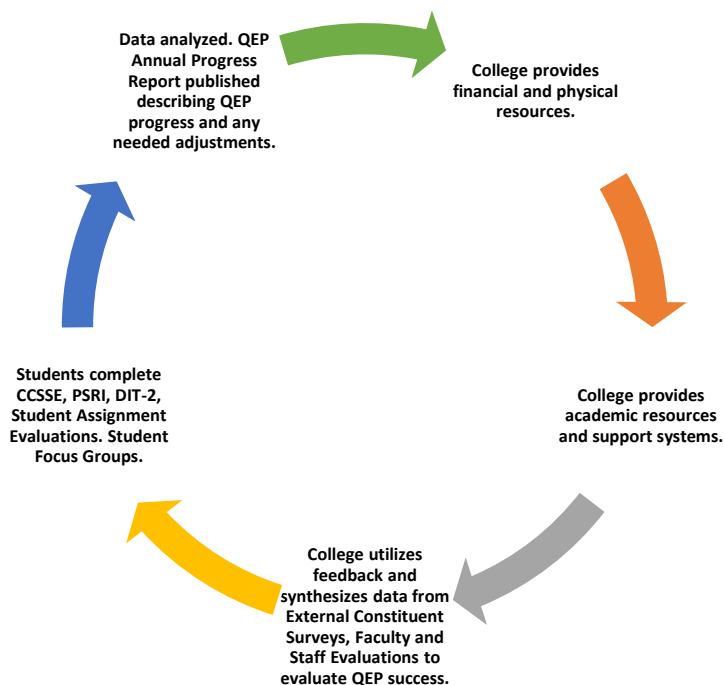 Data analyzed. QEP
Annual Progress
Report published
describing QEP
progress and any
needed adjustments.
College provides
financial and physical
resources.
College provides
academic resources
and support systems.
College utilizes
feedback and
synthesizes data from
External Constituent
Surveys, Faculty and
Staff Evaluations to
evaluate QEP success.
Students complete
CCSSE, PSRI, DIT-2,
Student Assignment
Evaluations. Student
Focus Groups.